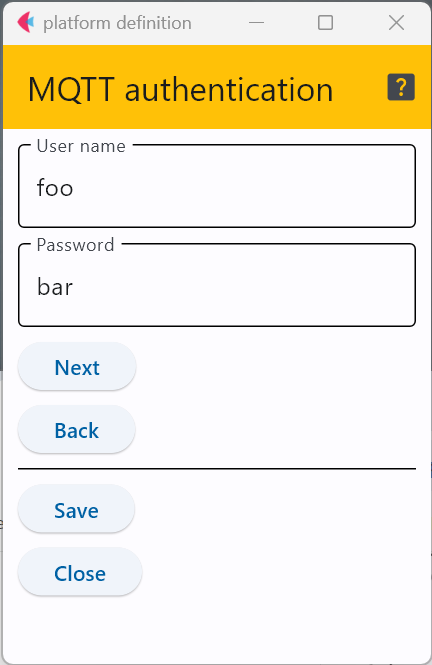 platform definition
MQTT authentication
?
User name
foo
Password
bar
Next
Back
Save
Close